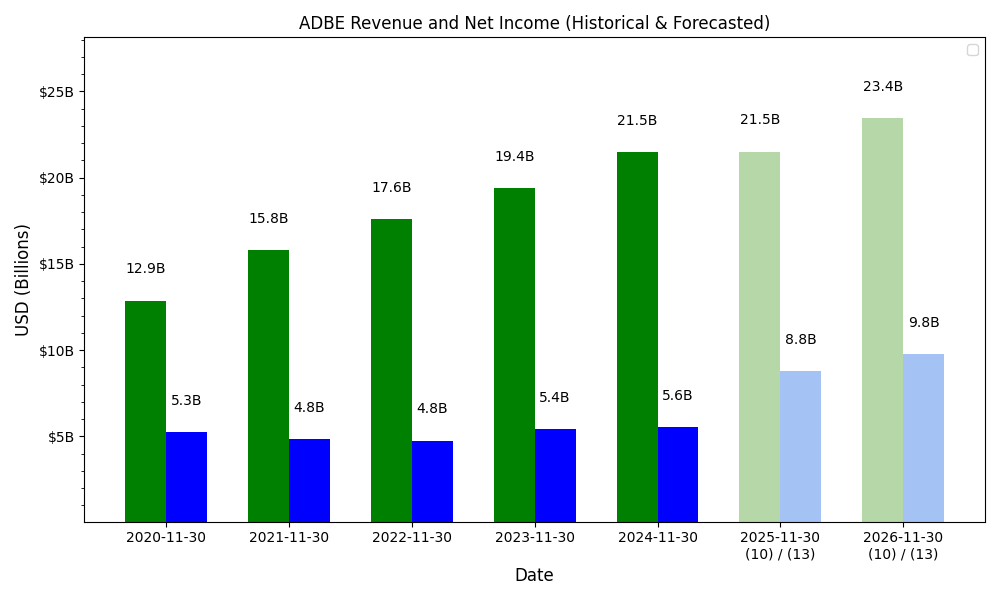 ADBE Revenue and Net Income (Historical & Forecasted)
USD (Billions)
$25B
$20B
$15B
$10B
$5B
12.9B
5.3B
15.8B
4.8B
17.6B
4.8B
19.4B
5.4B
21.5B
5.6B
21.5B
8.8B
23.4B
9.8B
2020-11-30
2021-11-30
2022-11-30
2023-11-30
2024-11-30
2025-11-30
(10) / (13)
2026-11-30
(10) / (13)
Date